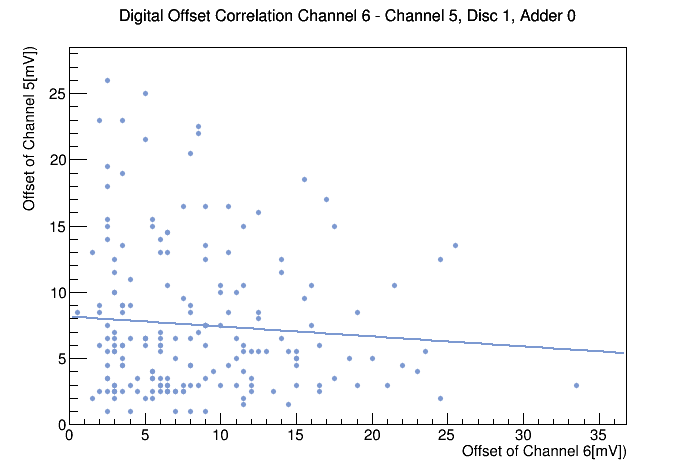 Digital Offset Correlation Channel 6 - Channel 5, Disc 1, Adder 0
Offset of Channel 5[mV])
25
20
15
10
5
0
0 5 10 15 20 25 30 35
Offset of Channel 6[mV])